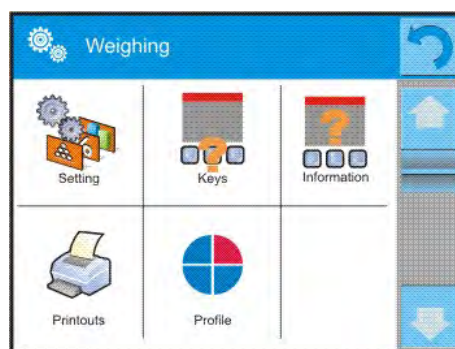 Weighing
Setting
Keys
Information
Printouts
Profile